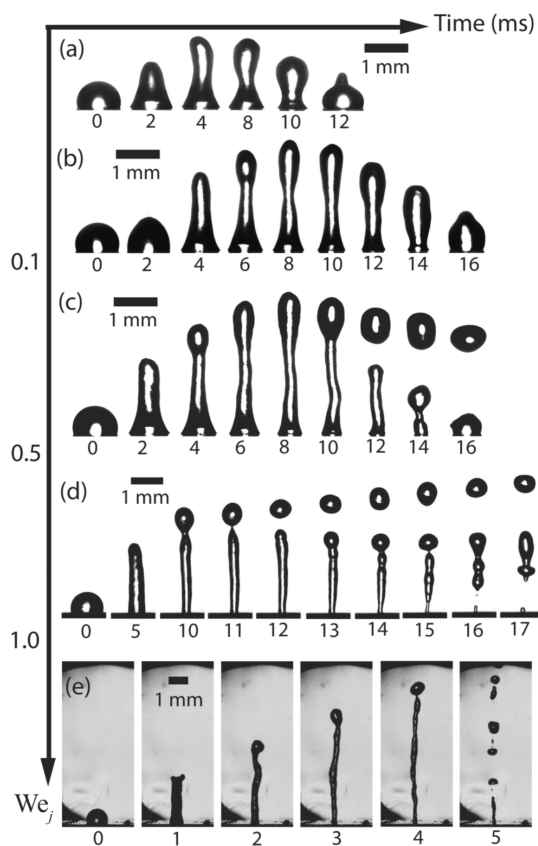 Time (ms)
(a)
1 mm
0 2 4 8 10 12
(b)
1 mm
0 2 4 6 8 10 12 14 16
0.1
(c)
1 mm
0 2 4 6 8 10 12 14 16
0.5
(d)
1 mm
0 5 10 11 12 13 14 15 16 17
1.0
(e)
1 mm
We_j
0 1 2 3 4 5